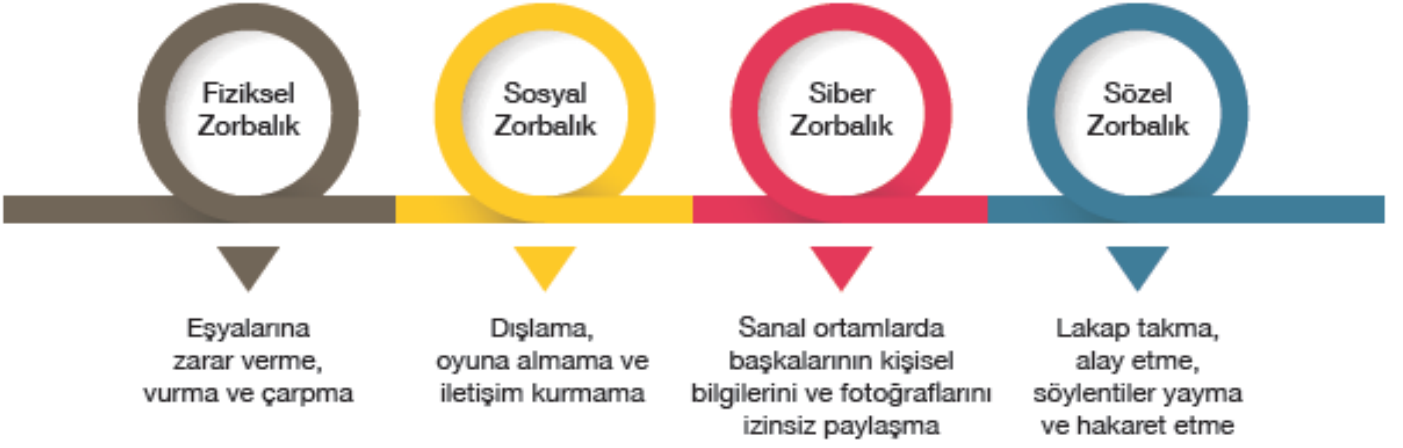 Fiziksel
Zorbalık
Sosyal
Zorbalık
Siber
Zorbalık
Sözel
Zorbalık
Eşyalarına
zarar verme,
vurma ve çarpma
Dışlama,
oyuna almama ve
iletişim kurmama
Sanal ortamlarda
başkalarının kişisel
bilgilerini ve fotoğraflarını
izinsiz paylaşma
Lakap takma,
alay etme,
söylentiler yayma
ve hakaret etme